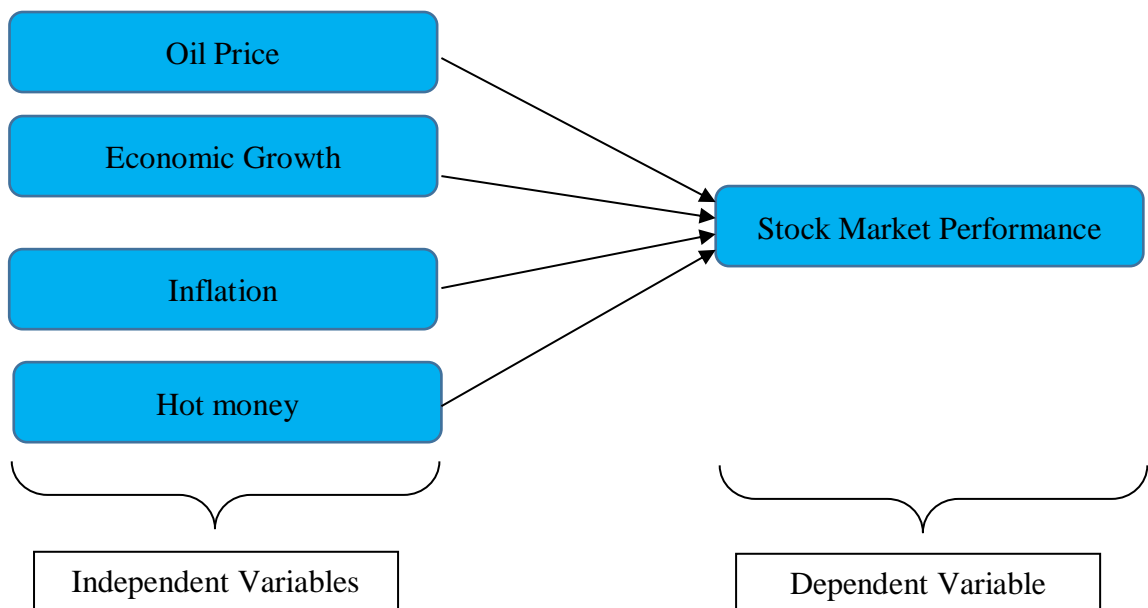 Oil Price
Economic Growth
Inflation
Hot money
Stock Market Performance
Independent Variables
Dependent Variable